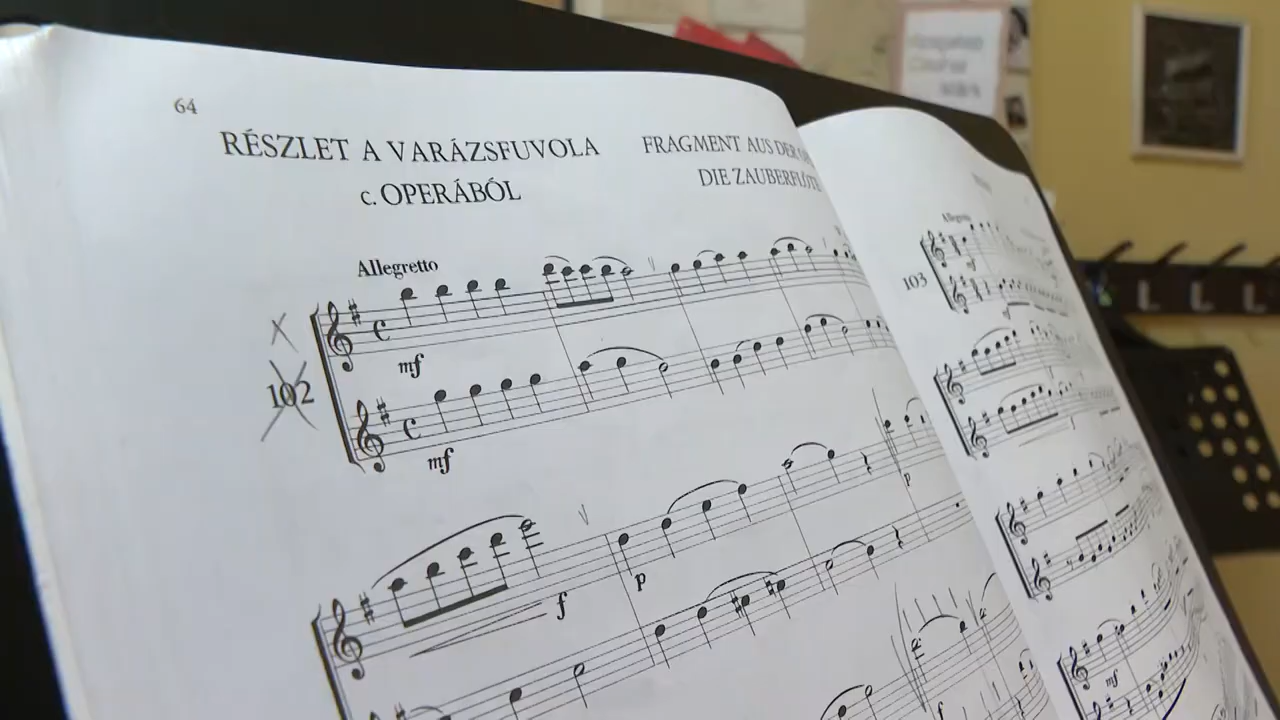 64
RÉSZLET A VARÁZSFUVOLA
c. OPERÁBÓL
FRAGMENT AUS DER
DIE ZAUBERFLÖTE
Allegretto
mf
102
mf
f
p
p
f
Allegro
103
mf